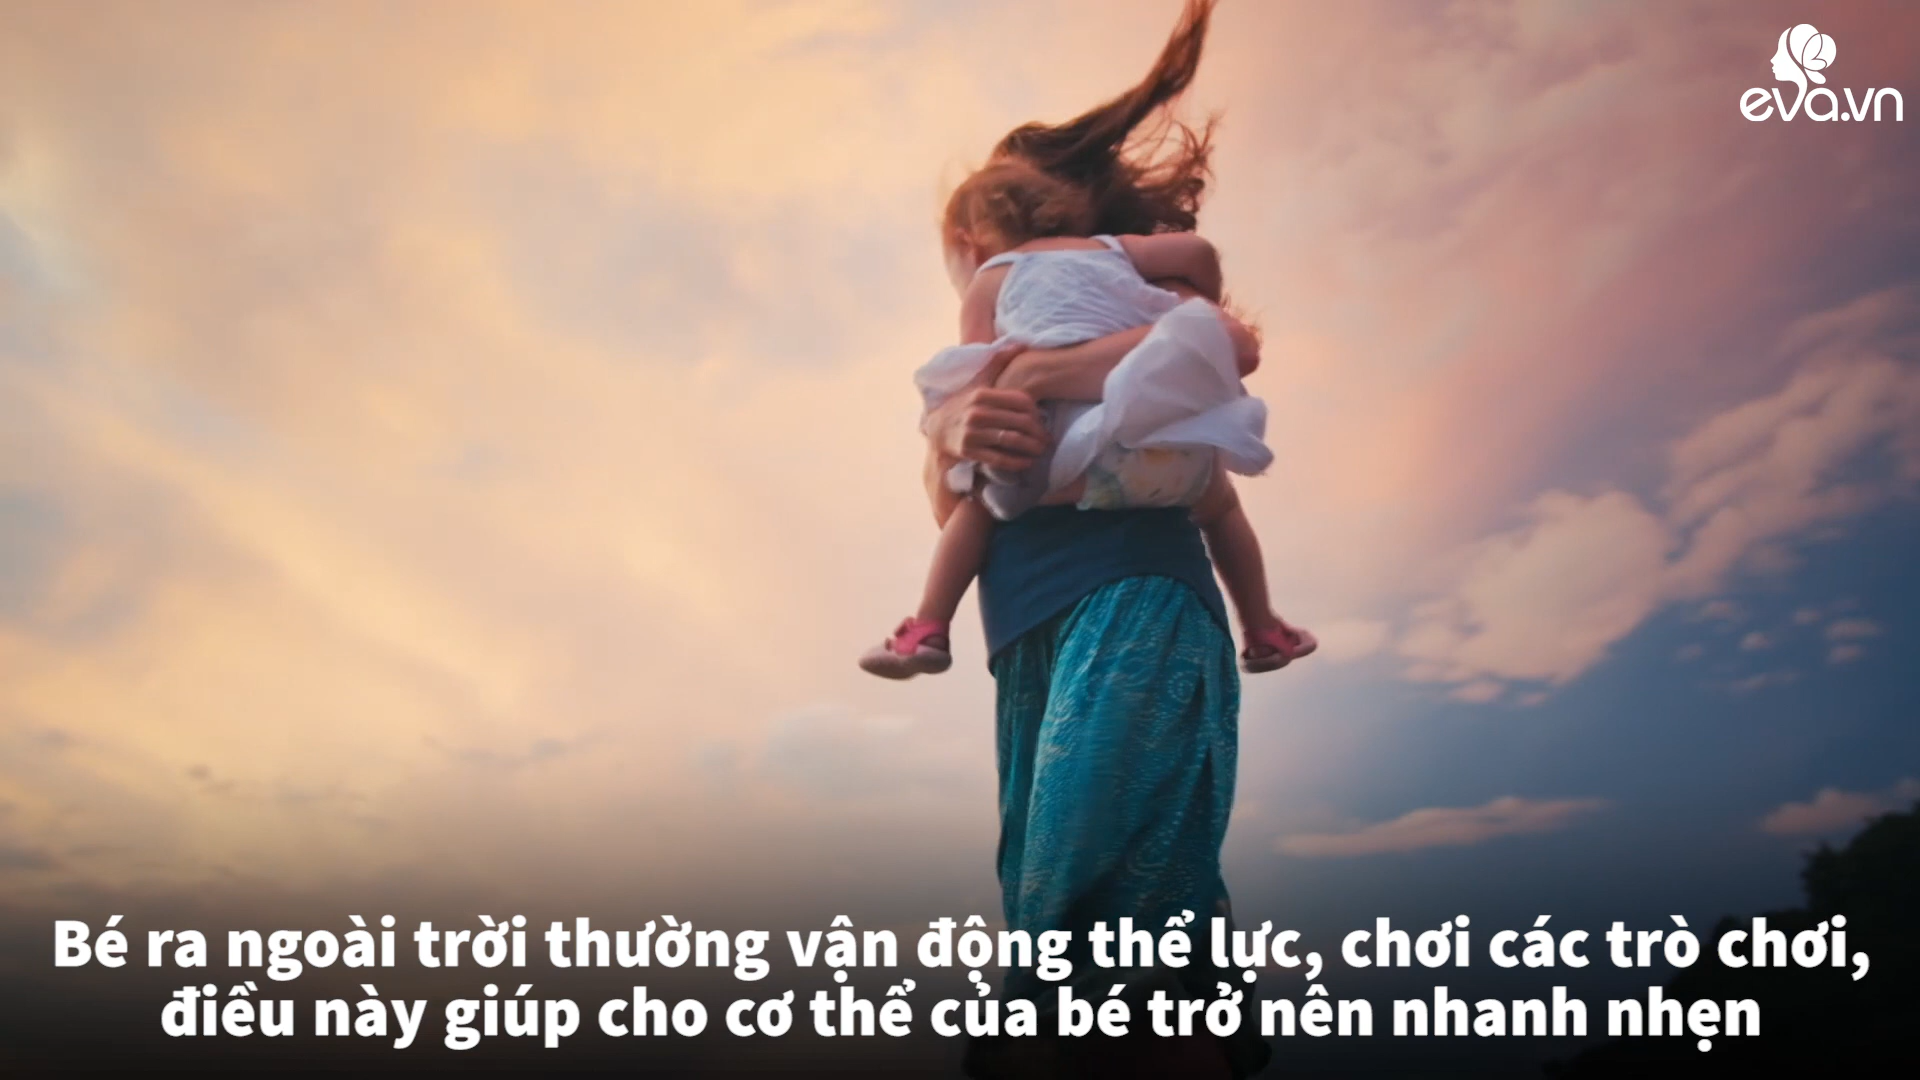 eva.vn
Bé ra ngoài trời thường vận động thể lực, chơi các trò chơi,
điều này giúp cho cơ thể của bé trở nên nhanh nhẹn